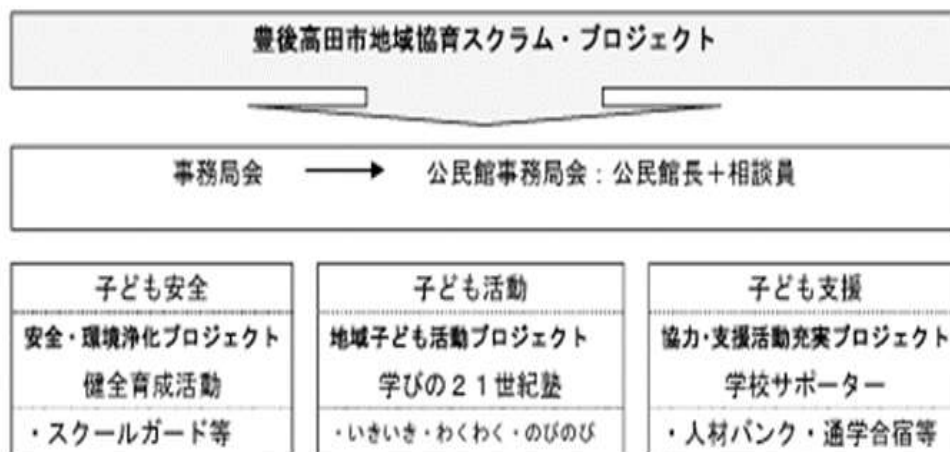 豊後高田市地域協育スクラム・プロジェクト
事務局会 → 公民館事務局会：公民館長＋相談員
子ども安全
安全・環境浄化プロジェクト
健全育成活動
・スクールガード等
子ども活動
地域子ども活動プロジェクト
学びの２１世紀塾
・いきいき・わくわく・のびのび
子ども支援
協力・支援活動充実プロジェクト
学校サポーター
・人材バンク・通学合宿等